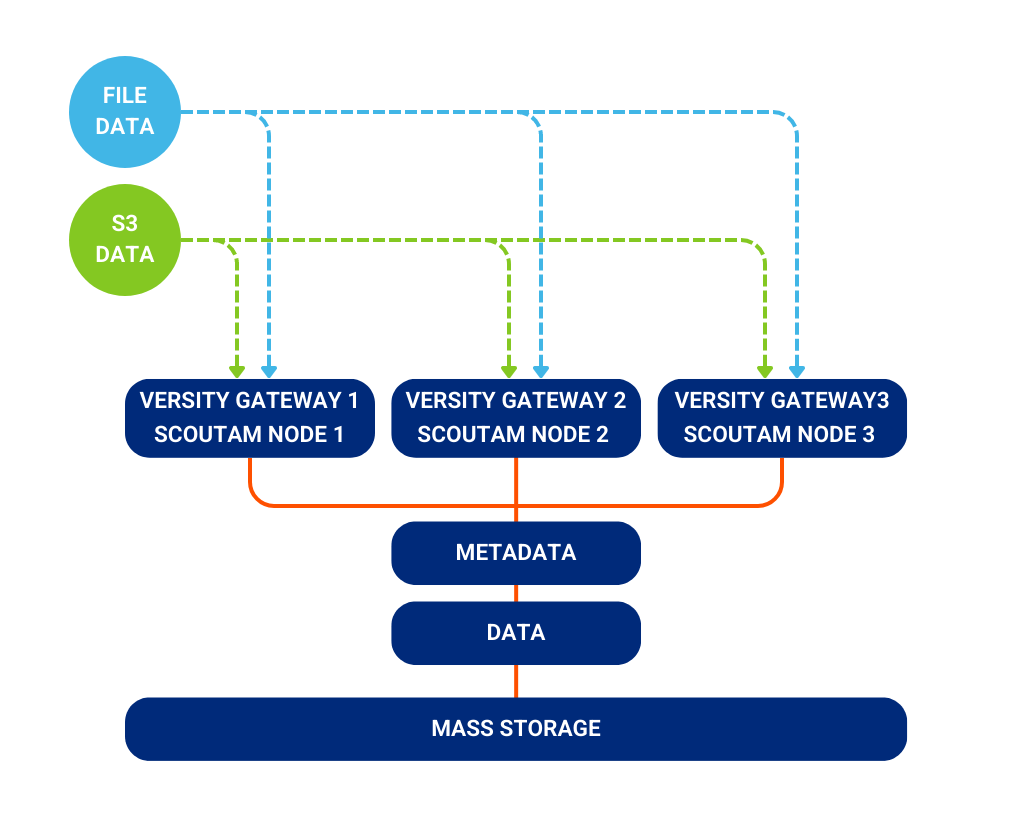 FILE
DATA
S3
DATA
VERSITY GATEWAY 1
SCOUTAM NODE 1
VERSITY GATEWAY 2
SCOUTAM NODE 2
VERSITY GATEWAY3
SCOUTAM NODE 3
METADATA
DATA
MASS STORAGE